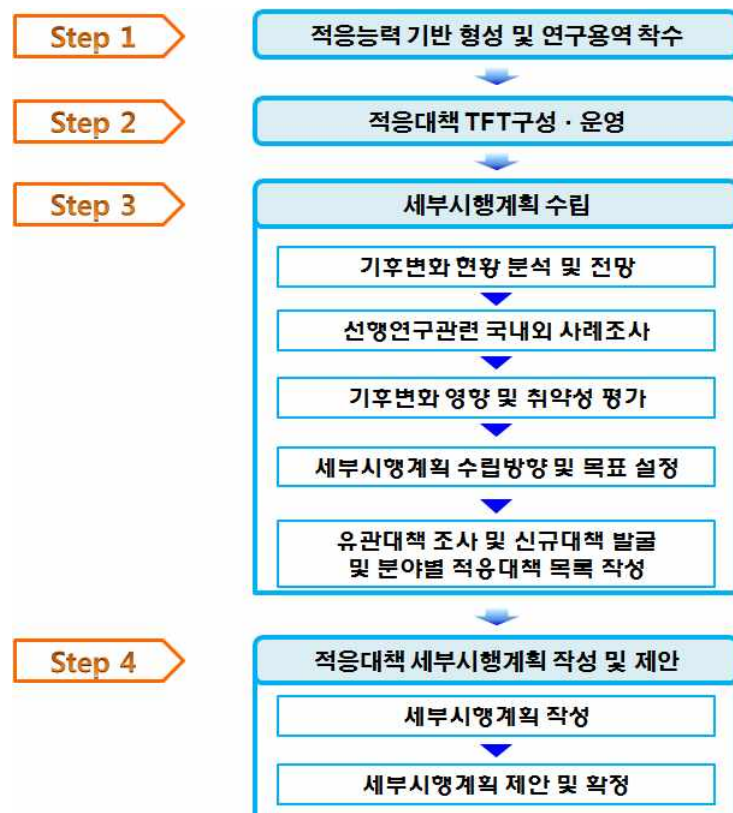 Step 1
적응능력 기반 형성 및 연구용역 착수
Step 2
적응대책 TFT구성 · 운영
Step 3
세부시행계획 수립
기후변화 현황 분석 및 전망
선행연구관련 국내외 사례조사
기후변화 영향 및 취약성 평가
세부시행계획 수립방향 및 목표 설정
유관대책 조사 및 신규대책 발굴
및 분야별 적응대책 목록 작성
Step 4
적응대책 세부시행계획 작성 및 제안
세부시행계획 작성
세부시행계획 제안 및 확정